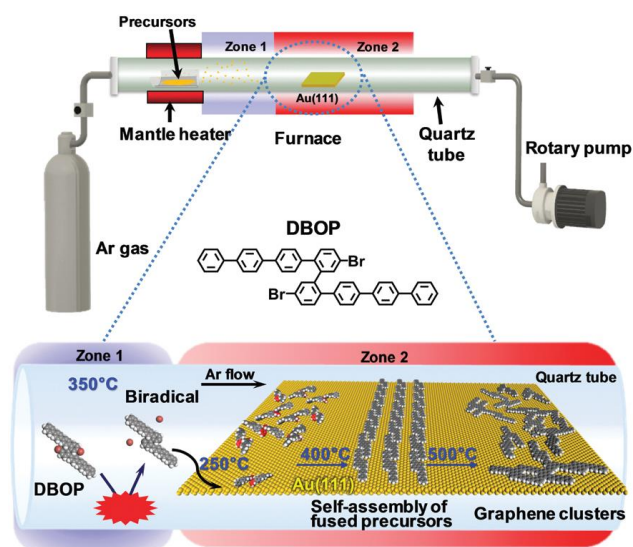 Precursors
Zone 1
Zone 2
Au(111)
Mantle heater
Furnace
Quartz
tube
Rotary pump
Ar gas
DBOP
Br
Br
Zone 1
Zone 2
350°C
Ar flow
Quartz tube
Biradical
250°C
400°C
500°C
DBOP
Au(111)
Self-assembly of
fused precursors
Graphene clusters